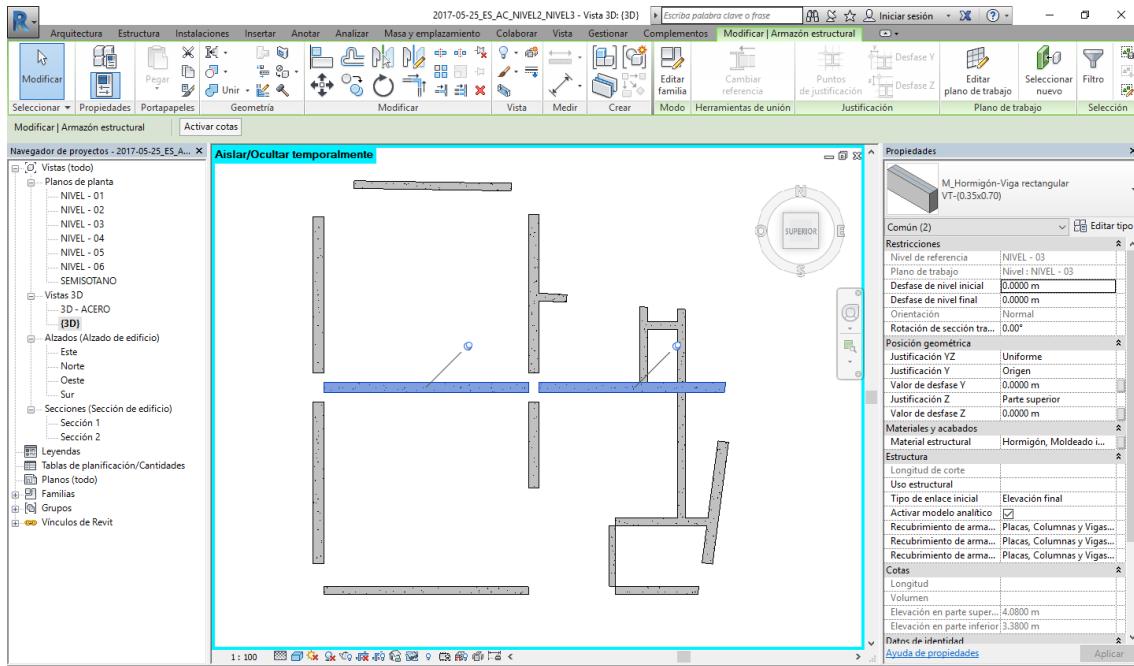 2017-05-25_ES_AC_NIVEL2_NIVEL3 - Vista 3D: {3D}
Escriba palabra clave o frase
Iniciar sesión
Arquitectura Estructura Instalaciones Insertar Anotar Analizar Masa y emplazamiento Colaborar Vista Gestionar Complementos Modificar | Armazón estructural
Modificar
Pegar
Unir
Editar familia
Cambiar referencia
Puntos de justificación
Desfase Y
Desfase Z
Editar plano de trabajo
Seleccionar nuevo
Filtro
Seleccionar Propiedades Portapapeles Geometría Modificar Vista Medir Crear Modo Herramientas de unión Justificación Plano de trabajo Selección
Modificar | Armazón estructural Activar cotas
Navegador de proyectos - 2017-05-25_ES_A...
Vistas (todo)
Planos de planta
NIVEL - 01
NIVEL - 02
NIVEL - 03
NIVEL - 04
NIVEL - 05
NIVEL - 06
SEMISOTANO
Vistas 3D
3D - ACERO
{3D}
Alzados (Alzado de edificio)
Este
Norte
Oeste
Sur
Secciones (Sección de edificio)
Sección 1
Sección 2
Leyendas
Tablas de planificación/Cantidades
Planos (todo)
Familias
Grupos
Vínculos de Revit
Aislar/Ocultar temporalmente
N
O SUPERIOR E
S
1 : 100
Propiedades
M_Hormigón-Viga rectangular
VT-(0.35x0.70)
Común (2) Editar tipo
Restricciones
Nivel de referencia NIVEL - 03
Plano de trabajo Nivel : NIVEL - 03
Desfase de nivel inicial 0.0000 m
Desfase de nivel final 0.0000 m
Orientación Normal
Rotación de sección tra... 0.00°
Posición geométrica
Justificación YZ Uniforme
Justificación Y Origen
Valor de desfase Y 0.0000 m
Justificación Z Parte superior
Valor de desfase Z 0.0000 m
Materiales y acabados
Material estructural Hormigón, Moldeado i...
Estructura
Longitud de corte
Uso estructural
Tipo de enlace inicial Elevación final
Activar modelo analítico
Recubrimiento de arma... Placas, Columnas y Vigas...
Recubrimiento de arma... Placas, Columnas y Vigas...
Recubrimiento de arma... Placas, Columnas y Vigas...
Cotas
Longitud
Volumen
Elevación en parte super... 4.0800 m
Elevación en parte inferior 3.3800 m
Datos de identidad
Ayuda de propiedades Aplicar